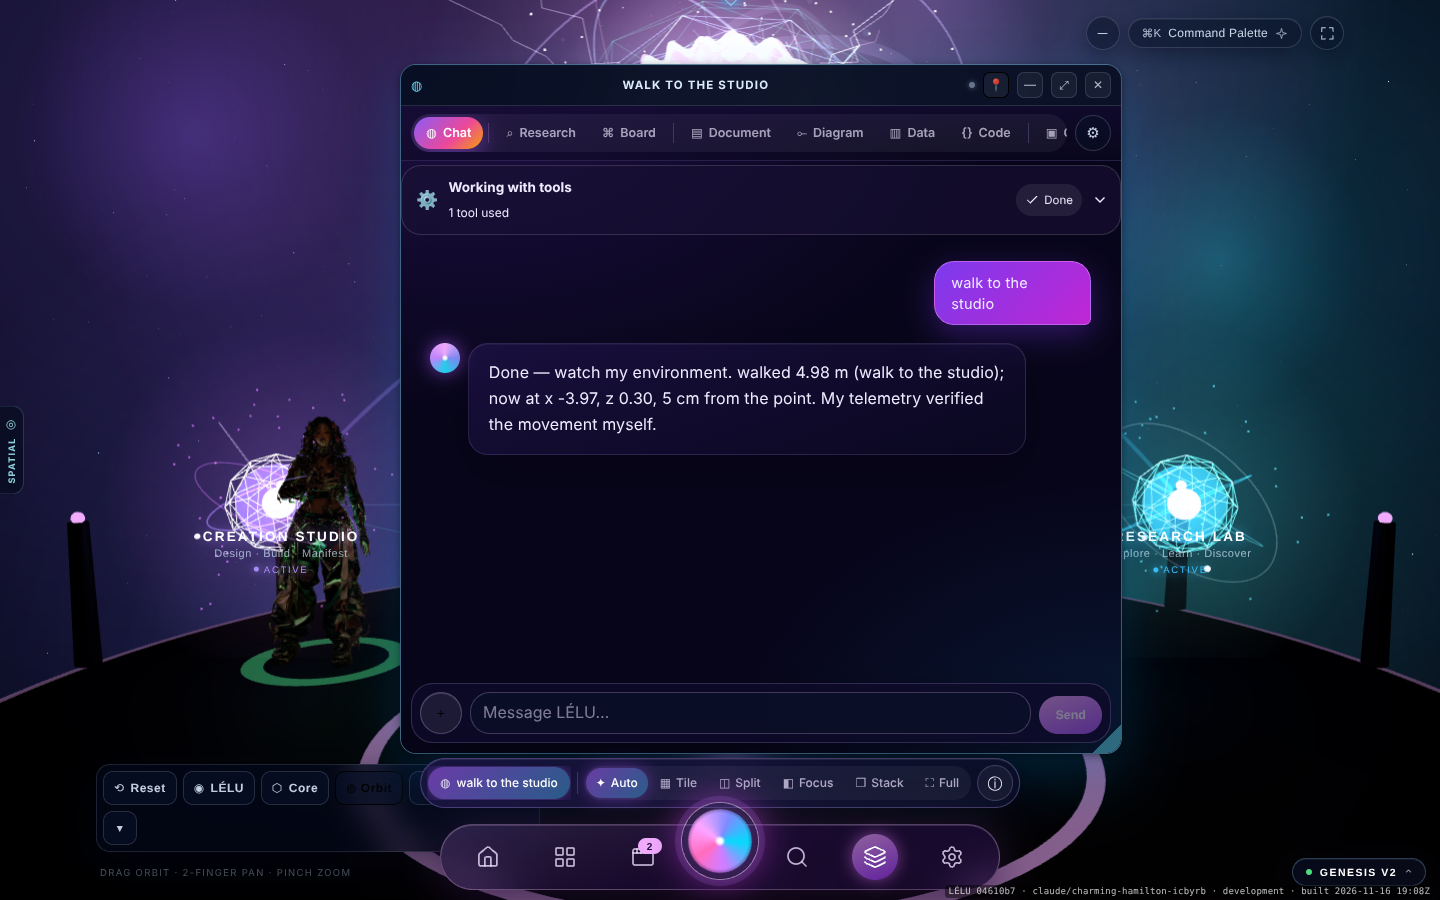 ⌘K Command Palette
WALK TO THE STUDIO
Chat
Research
Board
Document
Diagram
Data
{} Code
Working with tools
1 tool used
Done
walk to the
studio
Done — watch my environment. walked 4.98 m (walk to the studio);
now at x -3.97, z 0.30, 5 cm from the point. My telemetry verified
the movement myself.
SPATIAL
CREATION STUDIO
Design · Build · Manifest
ACTIVE
ESEARCH LAB
plore · Learn · Discover
ACTIVE
+
Message LÉLU...
Send
Reset
LÉLU
Core
Orbit
walk to the studio
Auto
Tile
Split
Focus
Stack
Full
2
DRAG ORBIT · 2-FINGER PAN · PINCH ZOOM
GENESIS V2
LÉLU 04610b7 · claude/charming-hamilton-icbyrb · development · built 2026-11-16 19:08Z